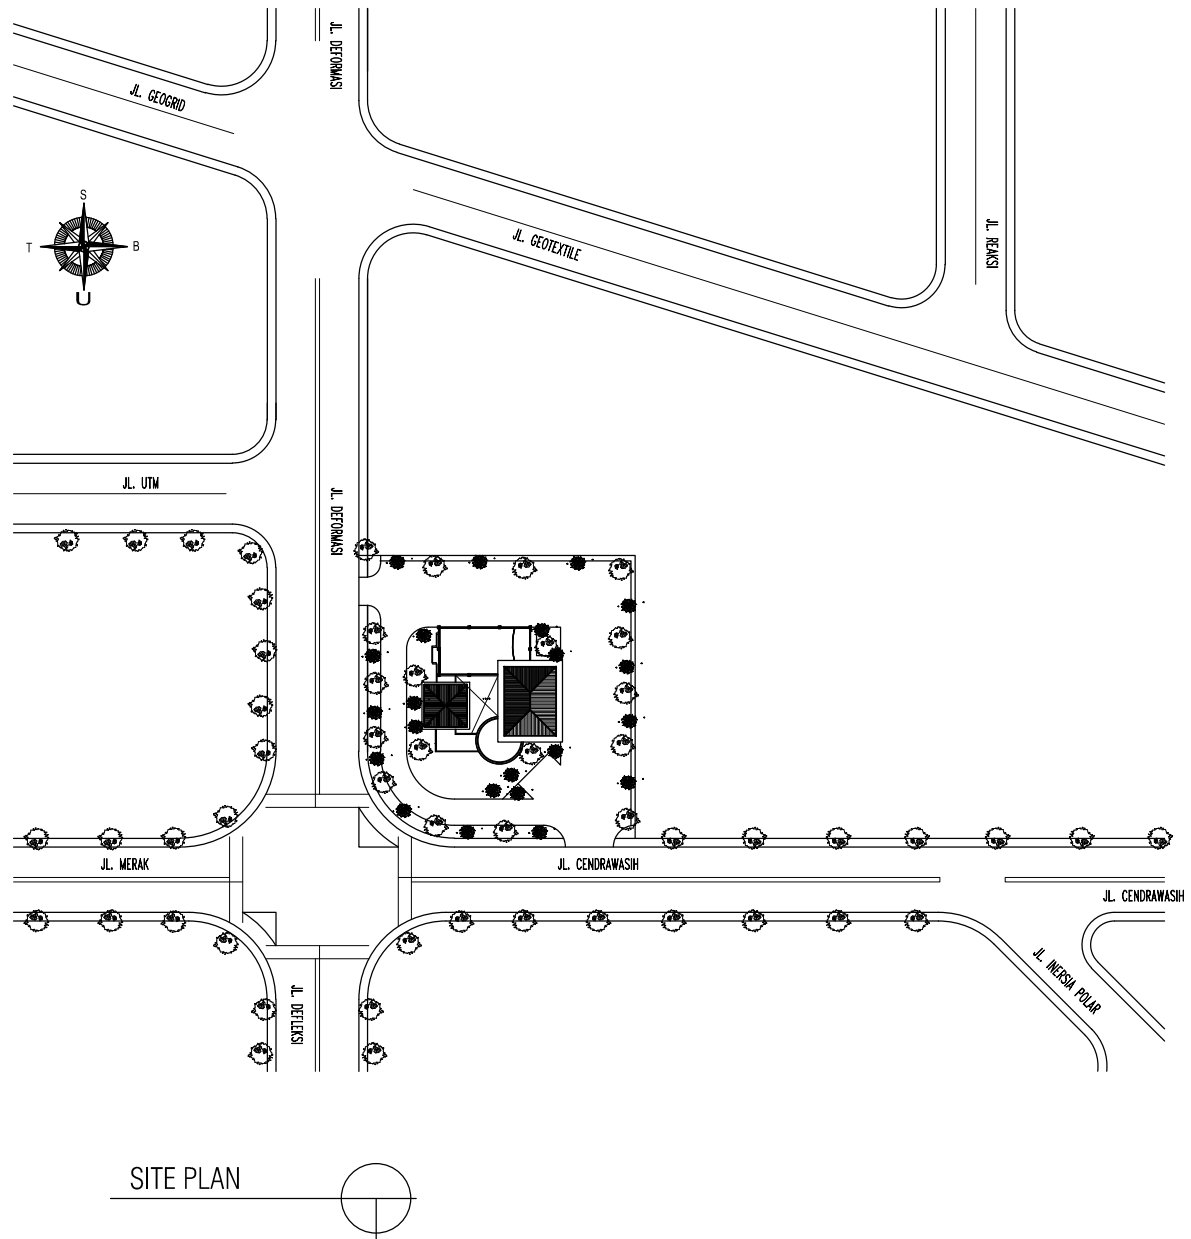 JL. DEFORMASI
JL. GEOGRID
S
T
B
U
JL. GEOTEXTILE
JL. REAKSI
JL. UTM
JL. DEFORMASI
JL. MERAK
JL. CENDRAWASIH
JL. CENDRAWASIH
JL. INERSIA POLAR
JL. DEFLEKSI
SITE PLAN